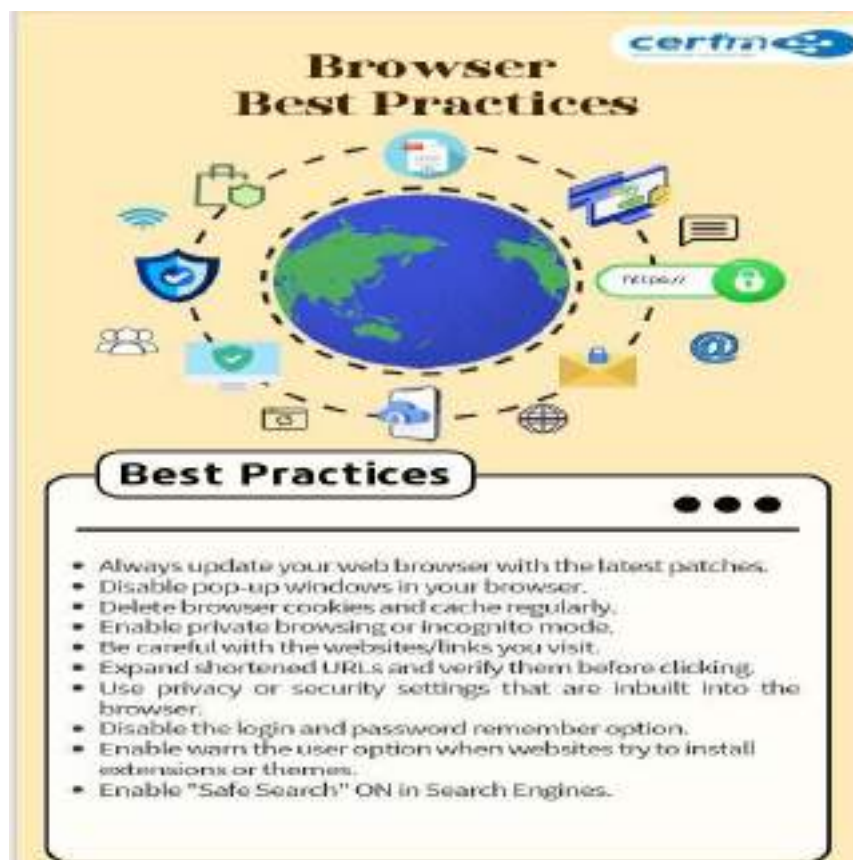 Browser
Best Practices
https://
Best Practices
• Always update your web browser with the latest patches.
• Disable pop-up windows in your browser.
• Delete browser cookies and cache regularly.
• Enable private browsing or incognito mode.
• Be careful with the websites/links you visit.
• Expand shortened URLs and verify them before clicking.
• Use privacy or security settings that are inbuilt into the
browser.
• Disable the login and password remember option.
• Enable warn the user option when websites try to install
extensions or themes.
• Enable "Safe Search" ON in Search Engines.